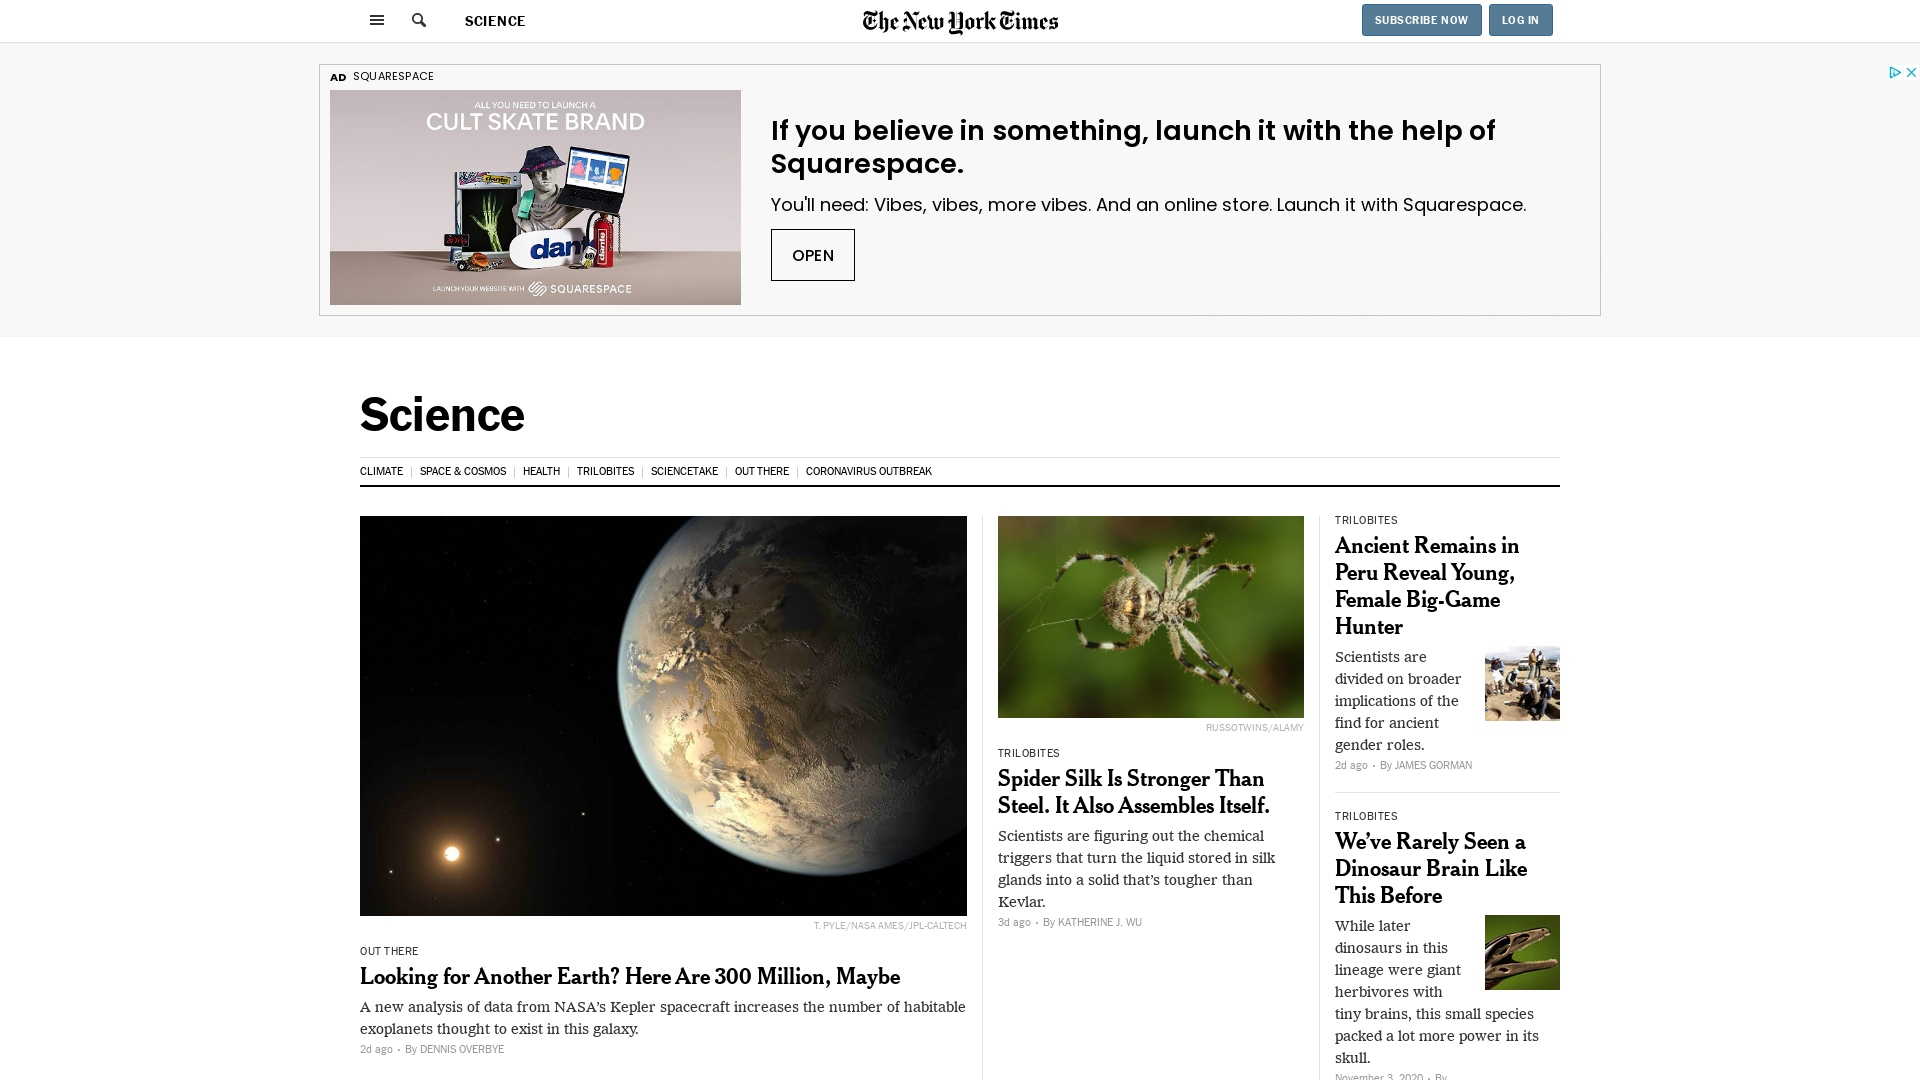 SCIENCE
The New York Times
SUBSCRIBE NOW
LOG IN
AD SQUARESPACE
ALL YOU NEED TO LAUNCH A
CULT SKATE BRAND
dante
dant
dante
LAUNCH YOUR WEBSITE WITH SQUARESPACE
If you believe in something, launch it with the help of
Squarespace.
You'll need: Vibes, vibes, more vibes. And an online store. Launch it with Squarespace.
OPEN
Science
CLIMATE
SPACE & COSMOS
HEALTH
TRILOBITES
SCIENCETAKE
OUT THERE
CORONAVIRUS OUTBREAK
T. PYLE/NASA AMES/JPL-CALTECH
OUT THERE
Looking for Another Earth? Here Are 300 Million, Maybe
A new analysis of data from NASA’s Kepler spacecraft increases the number of habitable
exoplanets thought to exist in this galaxy.
2d ago • By DENNIS OVERBYE
RUSSOTWINS/ALAMY
TRILOBITES
Spider Silk Is Stronger Than
Steel. It Also Assembles Itself.
Scientists are figuring out the chemical
triggers that turn the liquid stored in silk
glands into a solid that’s tougher than
Kevlar.
3d ago • By KATHERINE J. WU
TRILOBITES
Ancient Remains in
Peru Reveal Young,
Female Big-Game
Hunter
Scientists are
divided on broader
implications of the
find for ancient
gender roles.
2d ago • By JAMES GORMAN
TRILOBITES
We’ve Rarely Seen a
Dinosaur Brain Like
This Before
While later
dinosaurs in this
lineage were giant
herbivores with
tiny brains, this small species
packed a lot more power in its
skull.
November 3, 2020 • By